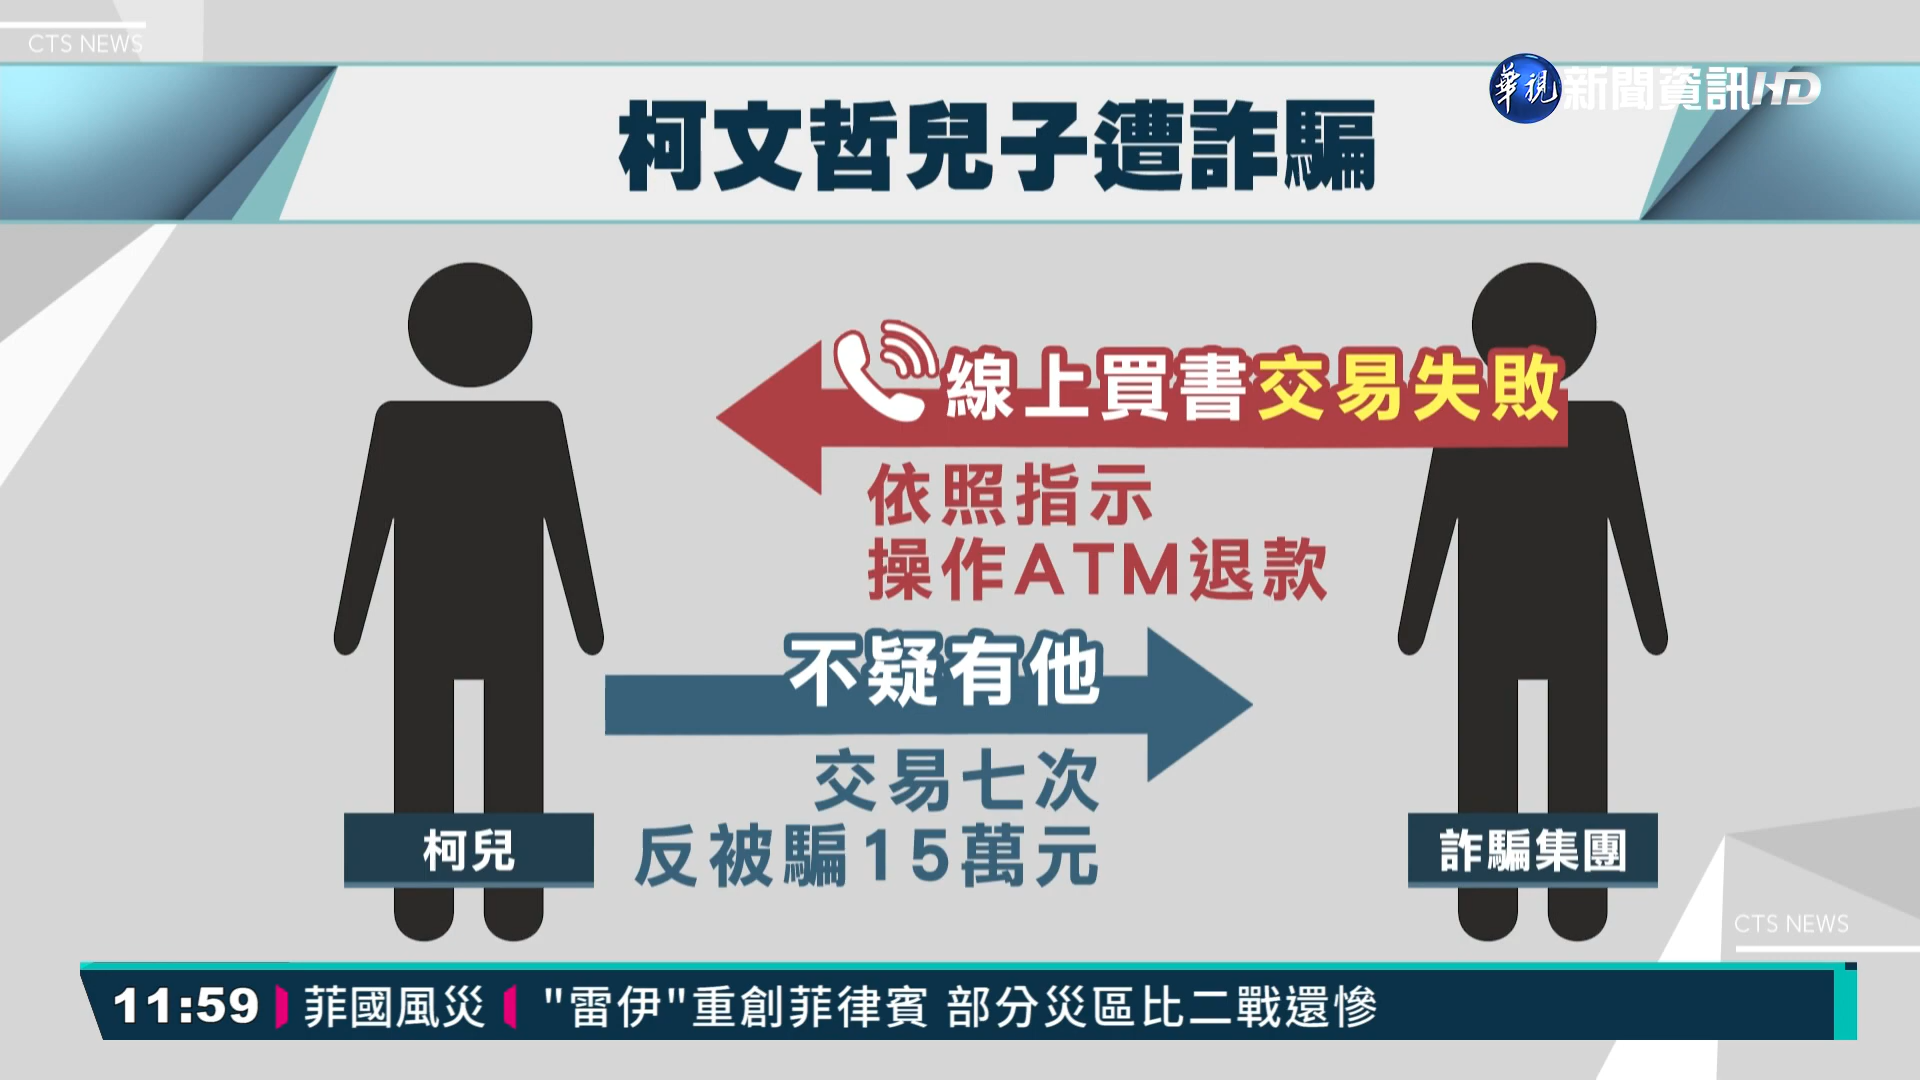 CTS NEWS
華視新聞資訊HD
柯文哲兒子遭詐騙
線上買書交易失敗
依照指示
操作ATM退款
不疑有他
交易七次
反被騙15萬元
柯兒
詐騙集團
CTS NEWS
11:59 菲國風災 "雷伊"重創菲律賓 部分災區比二戰還慘